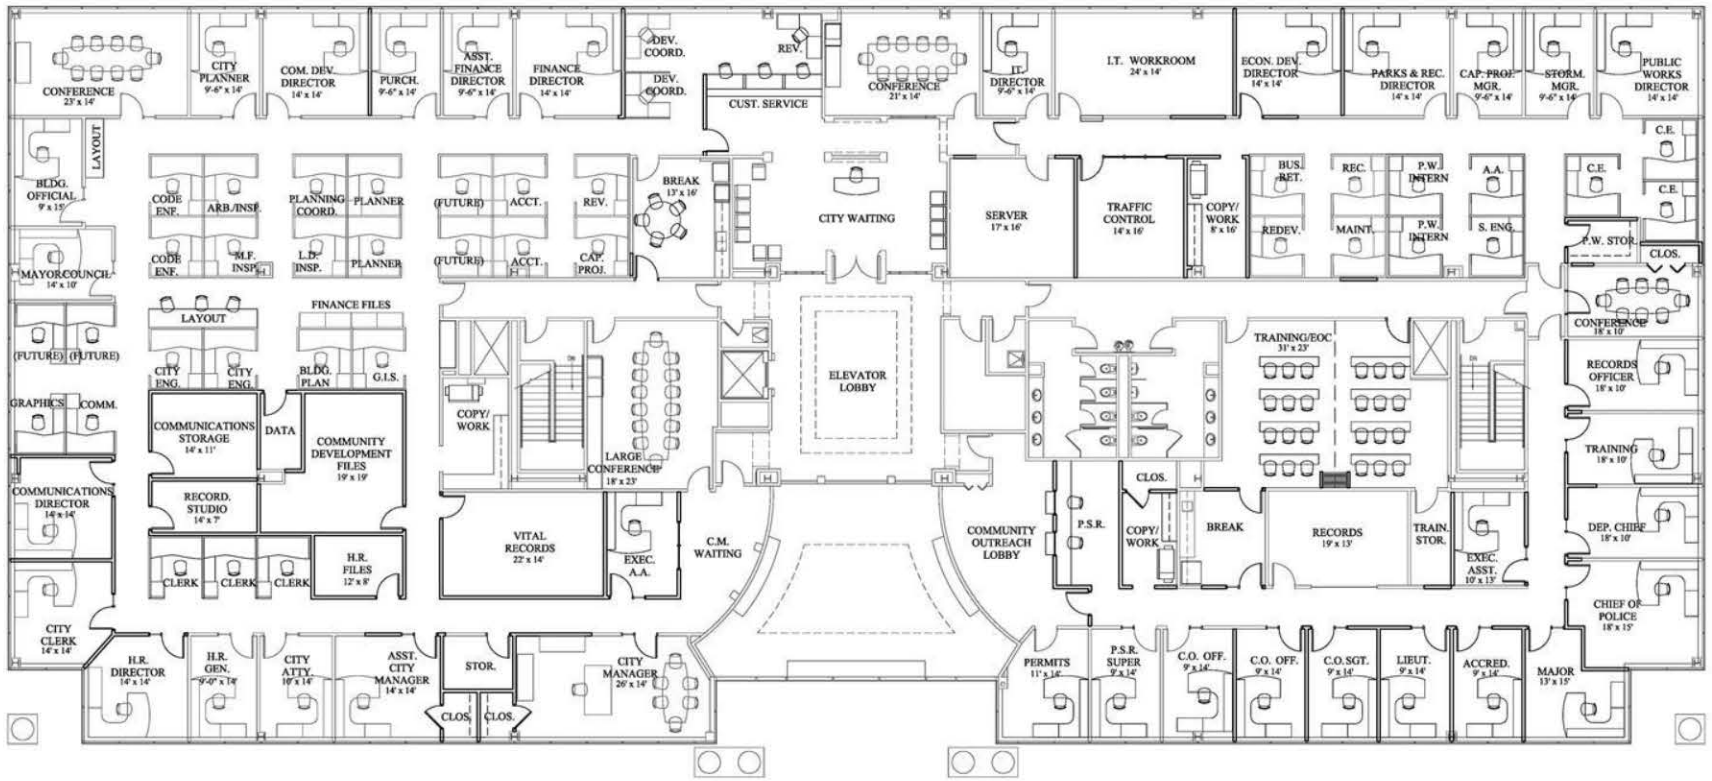 CONFERENCE
23' x 14'
CITY
PLANNER
9'-6" x 14'
COM. DEV.
DIRECTOR
14' x 14'
PURCH.
9'-6" x 14'
ASST.
FINANCE
DIRECTOR
9'-6" x 14'
FINANCE
DIRECTOR
14' x 14'
DEV.
COORD.
DEV.
COORD.
REV.
CUST. SERVICE
CONFERENCE
21' x 14'
I.T.
DIRECTOR
9'-6" x 14'
I.T. WORKROOM
24' x 14'
ECON. DEV.
DIRECTOR
14' x 14'
PARKS & REC.
DIRECTOR
14' x 14'
CAP. PROJ.
MGR.
9'-6" x 14'
STORM.
MGR.
9'-6" x 14'
PUBLIC
WORKS
DIRECTOR
14' x 14'
LAYOUT
BLDG.
OFFICIAL
9' x 15'
CODE
ENF.
ARB./INSP.
PLANNING
COORD.
PLANNER
(FUTURE)
ACCT.
REV.
BREAK
13' x 16'
CITY WAITING
SERVER
17' x 16'
TRAFFIC
CONTROL
14' x 16'
COPY/
WORK
8' x 16'
BUS.
RET.
REC.
P.W.
INTERN
A.A.
C.E.
C.E.
C.E.
MAYOR/COUNCIL
14' x 10'
CODE
ENF.
M.F.
INSP.
L.D.
INSP.
PLANNER
(FUTURE)
ACCT.
CAP.
PROJ.
REDEV.
MAINT.
P.W.
INTERN
S. ENG.
P.W. STOR.
CLOS.
LAYOUT
FINANCE FILES
CONFERENCE
18' x 10'
(FUTURE)
(FUTURE)
CITY
ENG.
CITY
ENG.
BLDG.
PLAN
G.I.S.
ELEVATOR
LOBBY
TRAINING/EOC
31' x 23'
DN
DN
RECORDS
OFFICER
18' x 10'
GRAPHICS
COMM.
COMMUNICATIONS
STORAGE
14' x 11'
DATA
COMMUNITY
DEVELOPMENT
FILES
19' x 19'
COPY/
WORK
LARGE
CONFERENCE
18' x 23'
TRAINING
18' x 10'
COMMUNICATIONS
DIRECTOR
14' x 14'
RECORD.
STUDIO
14' x 7'
VITAL
RECORDS
22' x 14'
EXEC.
A.A.
C.M.
WAITING
COMMUNITY
OUTREACH
LOBBY
P.S.R.
CLOS.
COPY/
WORK
BREAK
RECORDS
19' x 13'
TRAIN.
STOR.
EXEC.
ASST.
10' x 13'
DEP. CHIEF
18' x 10'
CLERK
CLERK
CLERK
H.R.
FILES
12' x 8'
CHIEF OF
POLICE
18' x 15'
CITY
CLERK
14' x 14'
H.R.
DIRECTOR
14' x 14'
H.R.
GEN.
9'-0" x 14'
CITY
ATTY.
10' x 14'
ASST.
CITY
MANAGER
14' x 14'
STOR.
CLOS.
CLOS.
CITY
MANAGER
26' x 14'
PERMITS
11' x 14'
P.S.R.
SUPER
9' x 14'
C.O. OFF.
9' x 14'
C.O. OFF.
9' x 14'
C.O.SGT.
9' x 14'
LIEUT.
9' x 14'
ACCRED.
9' x 14'
MAJOR
13' x 15'